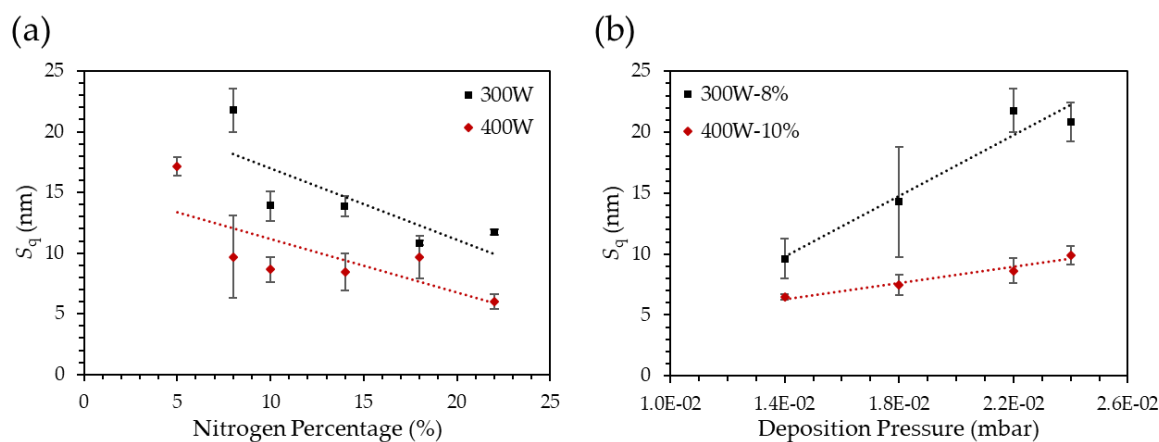 (a)
25
20
15
10
5
0
Sq (nm)
300W
400W
0 5 10 15 20 25
Nitrogen Percentage (%)
(b)
25
20
15
10
5
0
Sq (nm)
300W-8%
400W-10%
1.0E-02 1.4E-02 1.8E-02 2.2E-02 2.6E-02
Deposition Pressure (mbar)